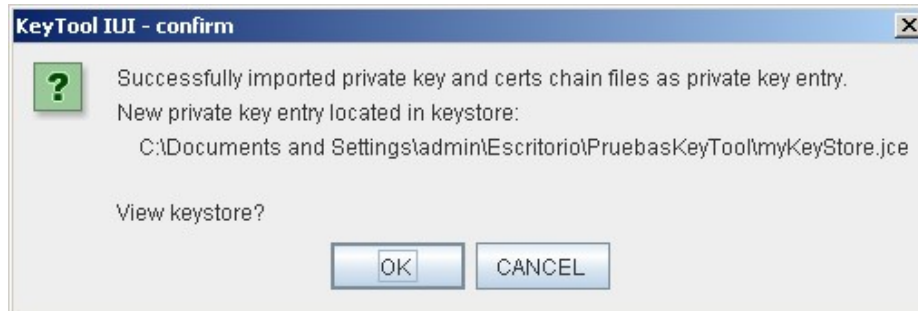 KeyTool IUI - confirm
Successfully imported private key and certs chain files as private key entry.
New private key entry located in keystore:
C:\Documents and Settings\admin\Escritorio\PruebasKeyTool\myKeyStore.jce
View keystore?
OK
CANCEL